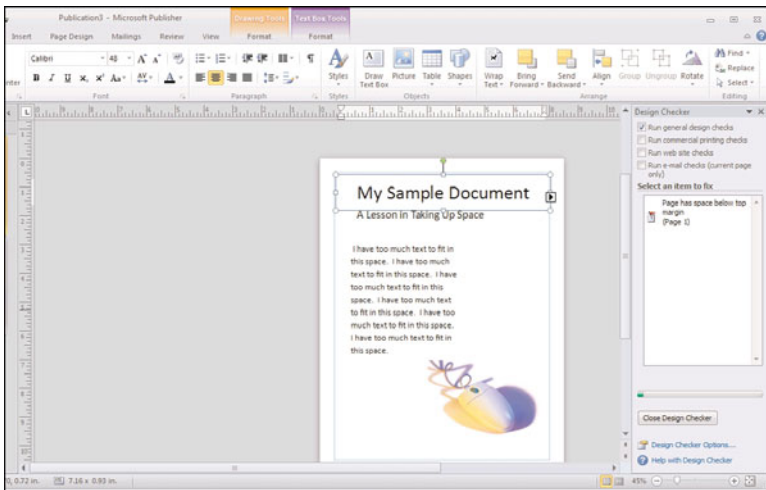 Publication3 - Microsoft Publisher
Drawing Tools
Text Box Tools
Insert Page Design Mailings Review View Format Format
Calibri 48 Find
Replace
Select
Styles Draw Text Box Picture Table Shapes Wrap Text Bring Forward Send Backward Align Group Ungroup Rotate
Font Paragraph Styles Objects Arrange Editing
Design Checker
Run general design checks
Run commercial printing checks
Run web site checks
Run e-mail checks (current page only)
Select an item to fix
Page has space below top
margin
(Page 1)
My Sample Document
A Lesson in Taking Up Space
I have too much text to fit in
this space. I have too much
text to fit in this space. I have
too much text to fit in this
space. I have too much text
to fit in this space. I have too
much text to fit in this space.
I have too much text to fit in
this space.
Close Design Checker
Design Checker Options...
Help with Design Checker
0, 0.72 in. 7.16 x 0.93 in. 45%